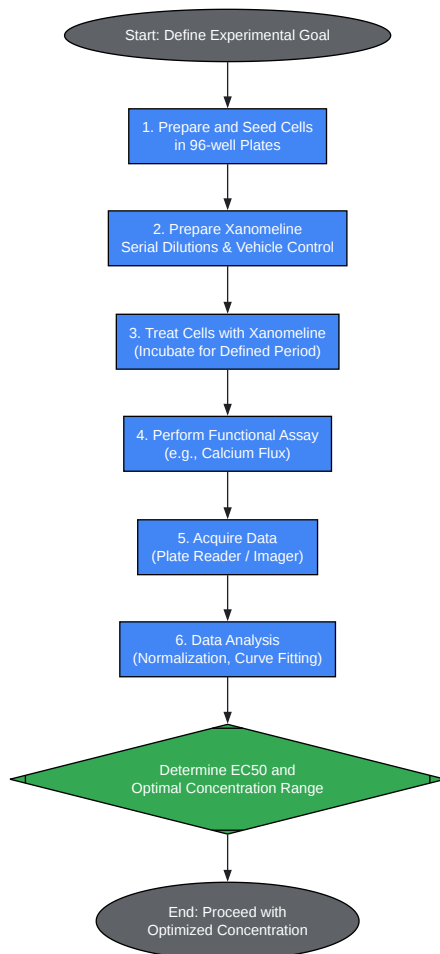 Start: Define Experimental Goal
1. Prepare and Seed Cells
in 96-well Plates
2. Prepare Xanomeline
Serial Dilutions & Vehicle Control
3. Treat Cells with Xanomeline
(Incubate for Defined Period)
4. Perform Functional Assay
(e.g., Calcium Flux)
5. Acquire Data
(Plate Reader / Imager)
6. Data Analysis
(Normalization, Curve Fitting)
Determine EC50 and
Optimal Concentration Range
End: Proceed with
Optimized Concentration